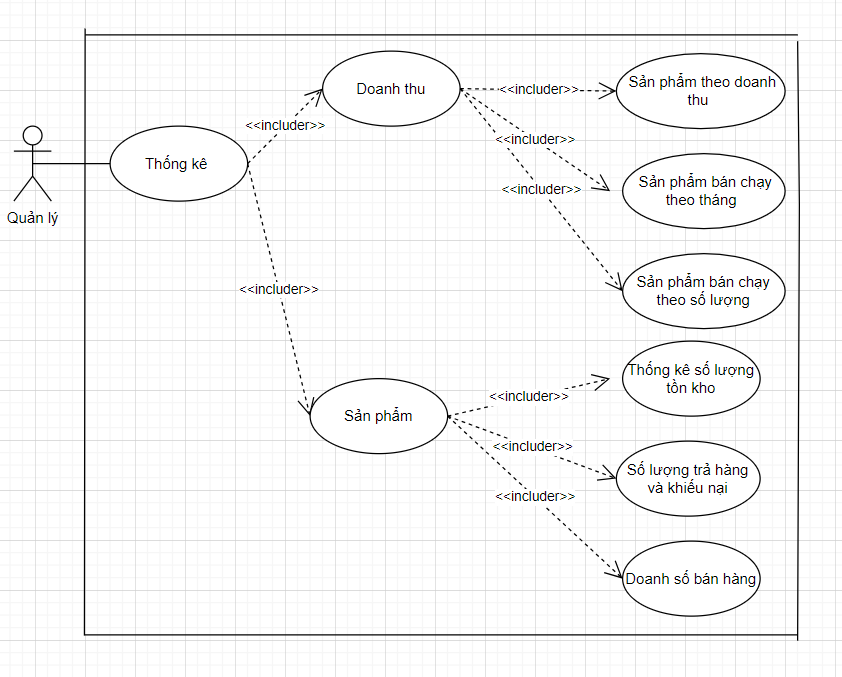 Doanh thu
<<includer>>
Sản phẩm theo doanh
thu
<<includer>>
<<includer>>
Thống kê
Sản phẩm bán chạy
theo tháng
<<includer>>
Quản lý
Sản phẩm bán chạy
theo số lượng
<<includer>>
Thống kê số lượng
tồn kho
<<includer>>
Sản phẩm
<<includer>>
Số lượng trả hàng
và khiếu nại
<<includer>>
Doanh số bán hàng